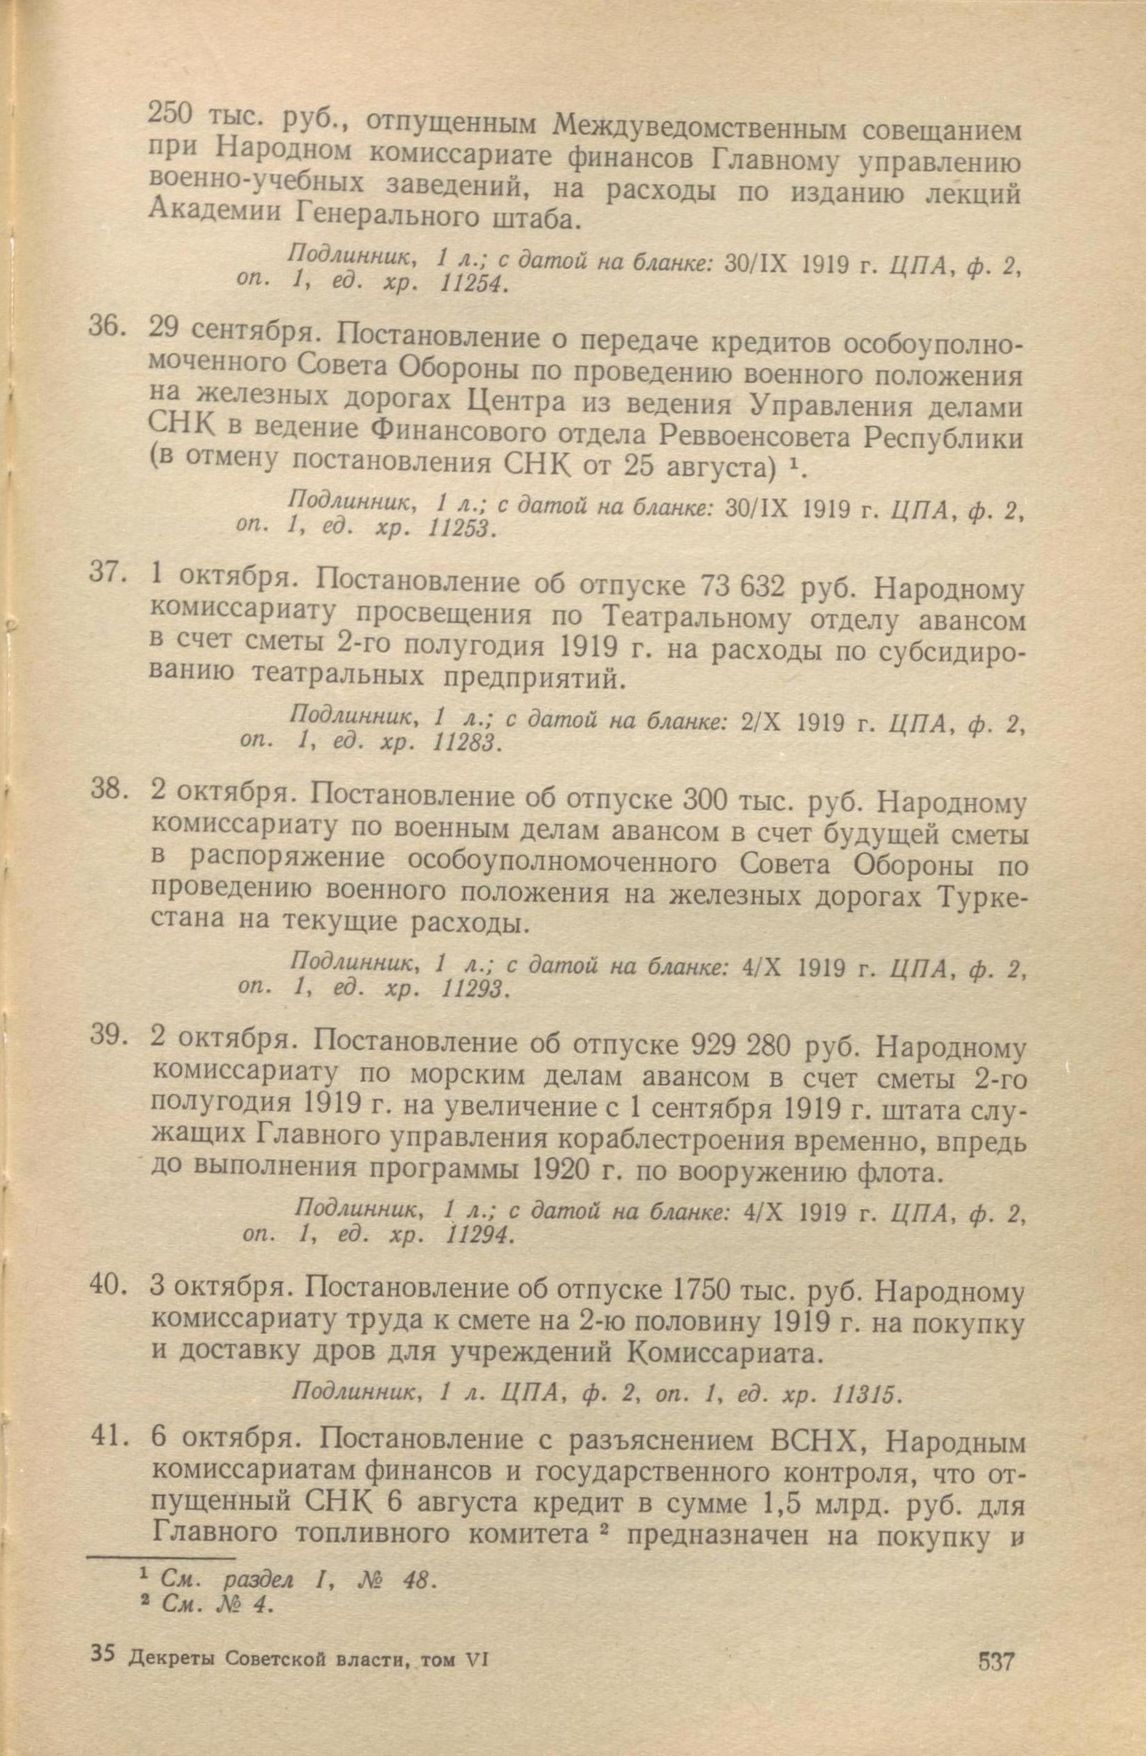 250 тыс. руб., отпущенным Междуведомственным совещанием
при Народном комиссариате финансов Главному управлению
военно-учебных заведений, на расходы по изданию лекций
Академии Генерального штаба.
Подлинник, 1 л.; с датой на бланке: 30/IX 1919 г. ЦПА, ф. 2,
оп. 1, ед. хр. 11254.
36. 29 сентября. Постановление о передаче кредитов особоуполно-
моченного Совета Обороны по проведению военного положения
на железных дорогах Центра из ведения Управления делами
СНК в ведение Финансового отдела Реввоенсовета Республики
(в отмену постановления СНК от 25 августа) ¹.
Подлинник, 1 л.; с датой на бланке: 30/IX 1919 г. ЦПА, ф. 2,
оп. 1, ед. хр. 11253.
37. 1 октября. Постановление об отпуске 73 632 руб. Народному
комиссариату просвещения по Театральному отделу авансом
в счет сметы 2-го полугодия 1919 г. на расходы по субсидиро-
ванию театральных предприятий.
Подлинник, 1 л.; с датой на бланке: 2/X 1919 г. ЦПА, ф. 2,
оп. 1, ед. хр. 11283.
38. 2 октября. Постановление об отпуске 300 тыс. руб. Народному
комиссариату по военным делам авансом в счет будущей сметы
в распоряжение особоуполномоченного Совета Обороны по
проведению военного положения на железных дорогах Турке-
стана на текущие расходы.
Подлинник, 1 л.; с датой на бланке: 4/X 1919 г. ЦПА, ф. 2,
оп. 1, ед. хр. 11293.
39. 2 октября. Постановление об отпуске 929 280 руб. Народному
комиссариату по морским делам авансом в счет сметы 2-го
полугодия 1919 г. на увеличение с 1 сентября 1919 г. штата слу-
жащих Главного управления кораблестроения временно, впредь
до выполнения программы 1920 г. по вооружению флота.
Подлинник, 1 л.; с датой на бланке: 4/X 1919 г. ЦПА, ф. 2,
оп. 1, ед. хр. 11294.
40. 3 октября. Постановление об отпуске 1750 тыс. руб. Народному
комиссариату труда к смете на 2-ю половину 1919 г. на покупку
и доставку дров для учреждений Комиссариата.
Подлинник, 1 л. ЦПА, ф. 2, оп. 1, ед. хр. 11315.
41. 6 октября. Постановление с разъяснением ВСНХ, Народным
комиссариатам финансов и государственного контроля, что от-
пущенный СНК 6 августа кредит в сумме 1,5 млрд. руб. для
Главного топливного комитета ² предназначен на покупку и
¹ См. раздел I, № 48.
² См. № 4.
35 Декреты Советской власти, том VI
537